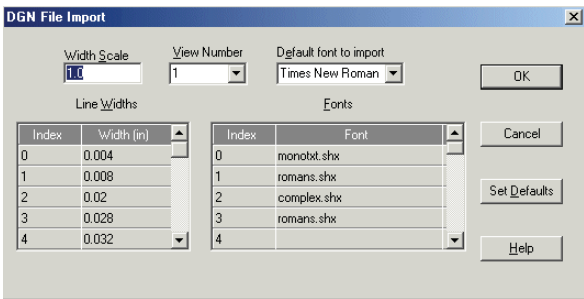 DGN File Import
Width Scale View Number Default font to import
1.0 1 Times New Roman OK
Line Widths Fonts
Index Width (in) Index Font Cancel
0 0.004 0 monotxt.shx
1 0.008 1 romans.shx
2 0.02 2 complex.shx Set Defaults
3 0.028 3 romans.shx
4 0.032 4 Help